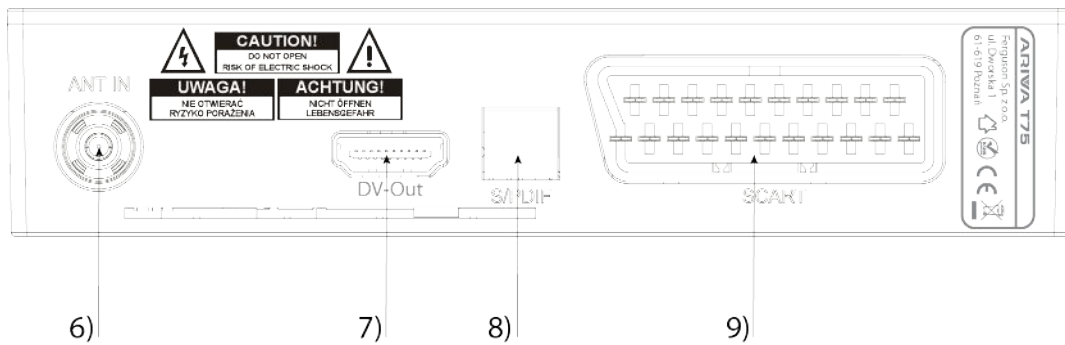 CAUTION!
DO NOT OPEN
RISK OF ELECTRIC SHOCK
UWAGA!
NIE OTWIERAĆ
RYZYKO PORAŻENIA
ACHTUNG!
NICHT ÖFFNEN
LEBENSGEFAHR
ANT IN
DV-Out
S/PDIF
SCART
ARIVA T75
Ferguson Sp. z o.o.
ul. Dworska 1
61-619 Poznań
CE
6)
7)
8)
9)